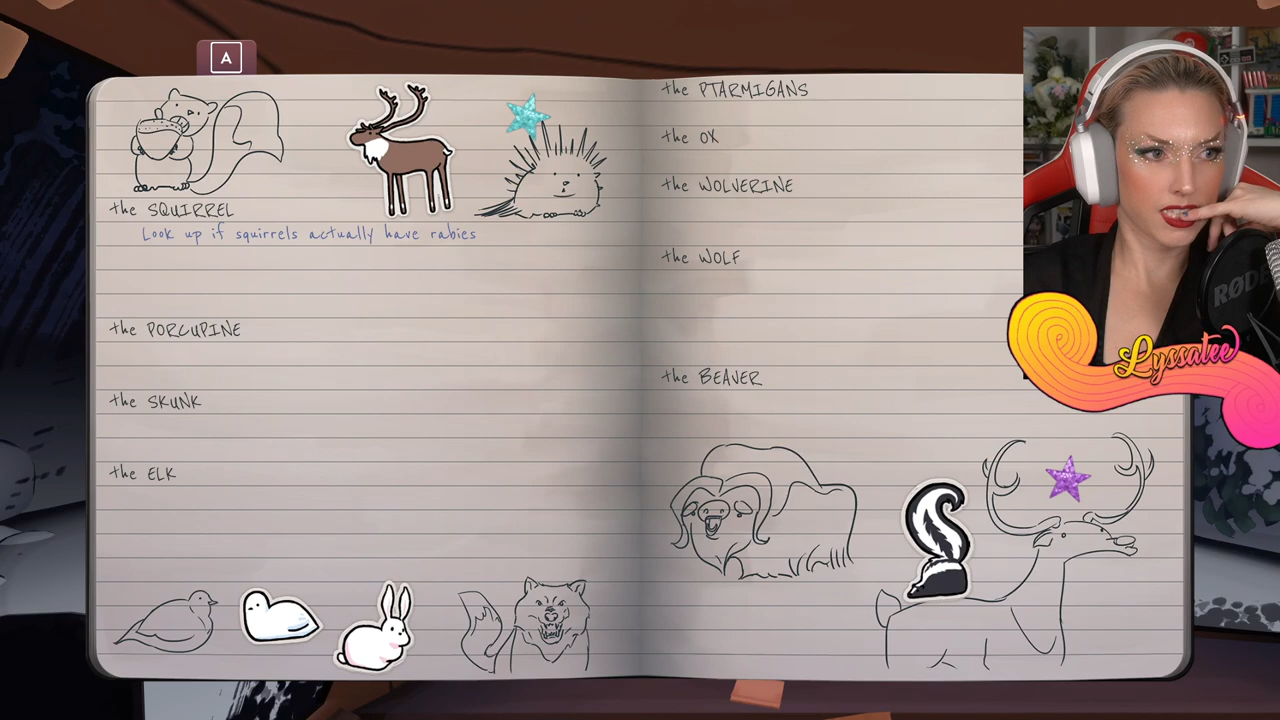 A
the SQUIRREL
Look up if squirrels actually have rabies
the PORCUPINE
the SKUNK
the ELK
the PTARMIGANS
the OX
the WOLVERINE
the WOLF
the BEAVER
RØDE
Lyssatee